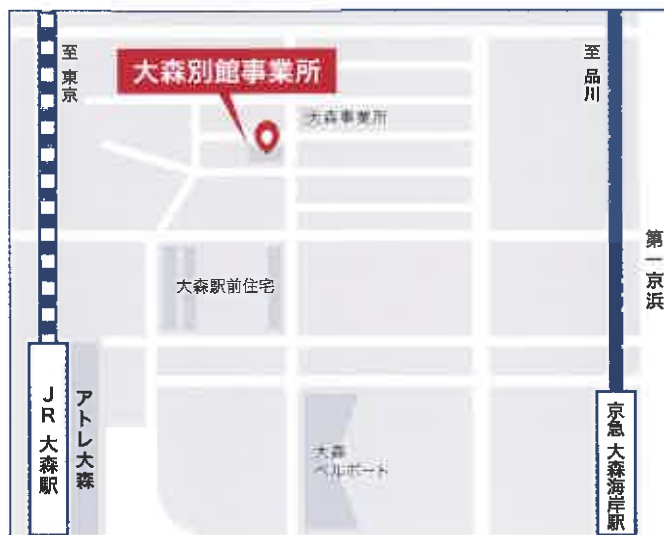 至 東京
大森別館事業所
大森事業所
至 品川
第一京浜
大森駅前住宅
JR 大森駅
アトレ大森
大森
ベルポート
京急 大森海岸駅